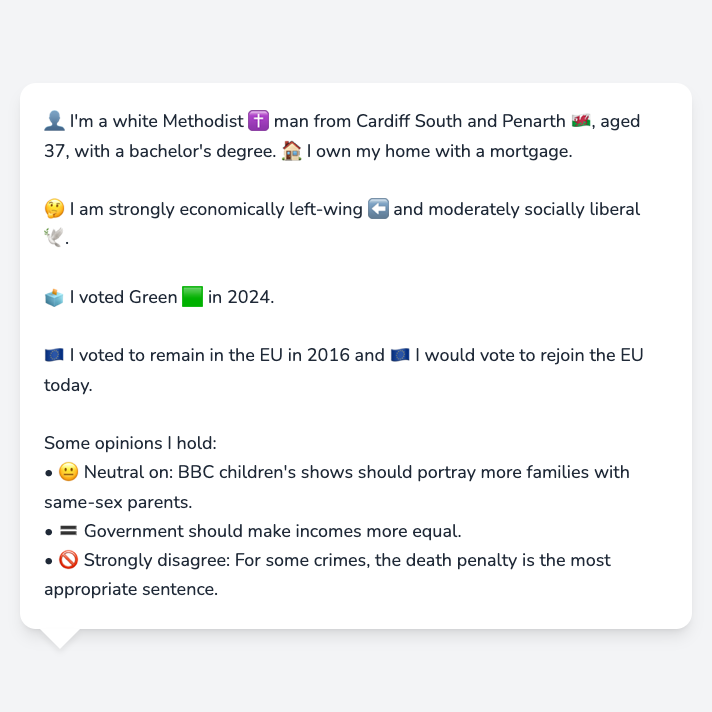 👤 I'm a white Methodist ✝️ man from Cardiff South and Penarth 🏴󠁧󠁢󠁷󠁬󠁳󠁿, aged
37, with a bachelor's degree. 🏠 I own my home with a mortgage.
🤔 I am strongly economically left-wing ⬅️ and moderately socially liberal
🕊️.
🗳️ I voted Green 🟩 in 2024.
🇪🇺 I voted to remain in the EU in 2016 and 🇪🇺 I would vote to rejoin the EU
today.
Some opinions I hold:
• 😐 Neutral on: BBC children's shows should portray more families with
same-sex parents.
• 🟰 Government should make incomes more equal.
• 🚫 Strongly disagree: For some crimes, the death penalty is the most
appropriate sentence.